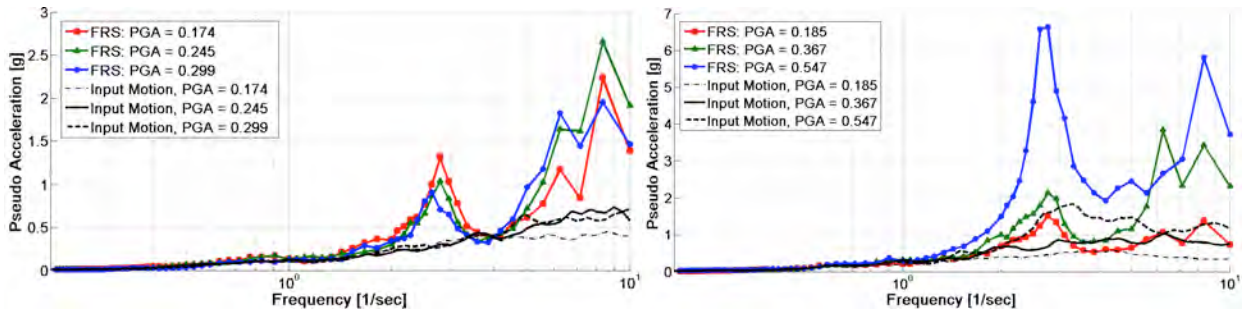 3
2.5
2
1.5
1
0.5
0
Pseudo Acceleration [g]
FRS: PGA = 0.174
FRS: PGA = 0.245
FRS: PGA = 0.299
Input Motion, PGA = 0.174
Input Motion, PGA = 0.245
Input Motion, PGA = 0.299
10⁰
10¹
Frequency [1/sec]
7
6
5
4
3
2
1
0
Pseudo Acceleration [g]
FRS: PGA = 0.185
FRS: PGA = 0.367
FRS: PGA = 0.547
Input Motion, PGA = 0.185
Input Motion, PGA = 0.367
Input Motion, PGA = 0.547
10⁰
10¹
Frequency [1/sec]